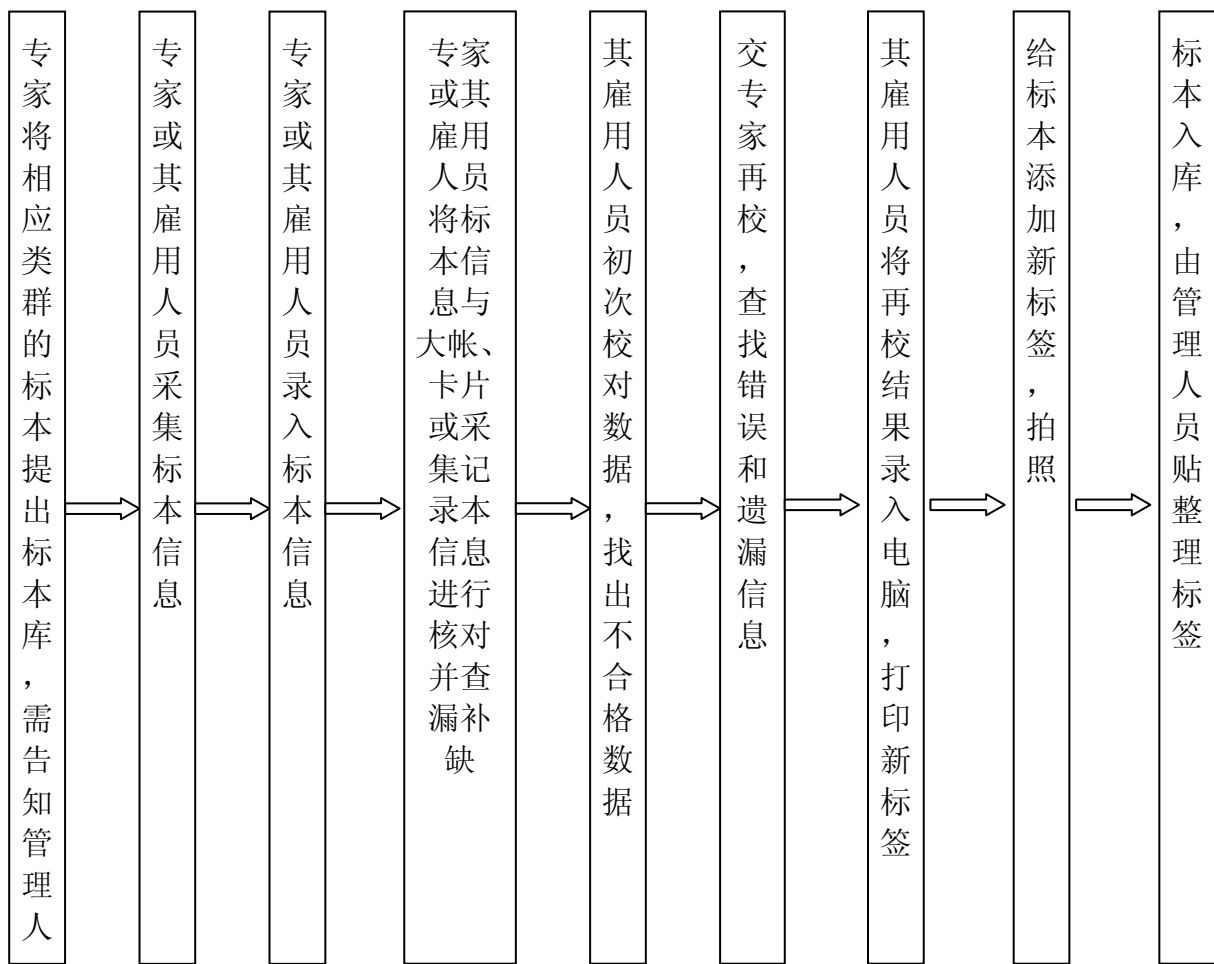 专家将相应类群的标本提出标本库，需告知管理人
专家或其雇用人员采集标本信息
专家或其雇用人员录入标本信息
专家
或其
雇用
人员
将标
本信
息与
大帐、
卡片
或采
集记
录本
信息
进行
核对
并查
漏补
缺
其雇用人员初次校对数据，找出不合格数据
交专家再校，查找错误和遗漏信息
其雇用人员将再校结果录入电脑，打印新标签
给标本添加新标签，拍照
标本入库，由管理人员贴整理标签